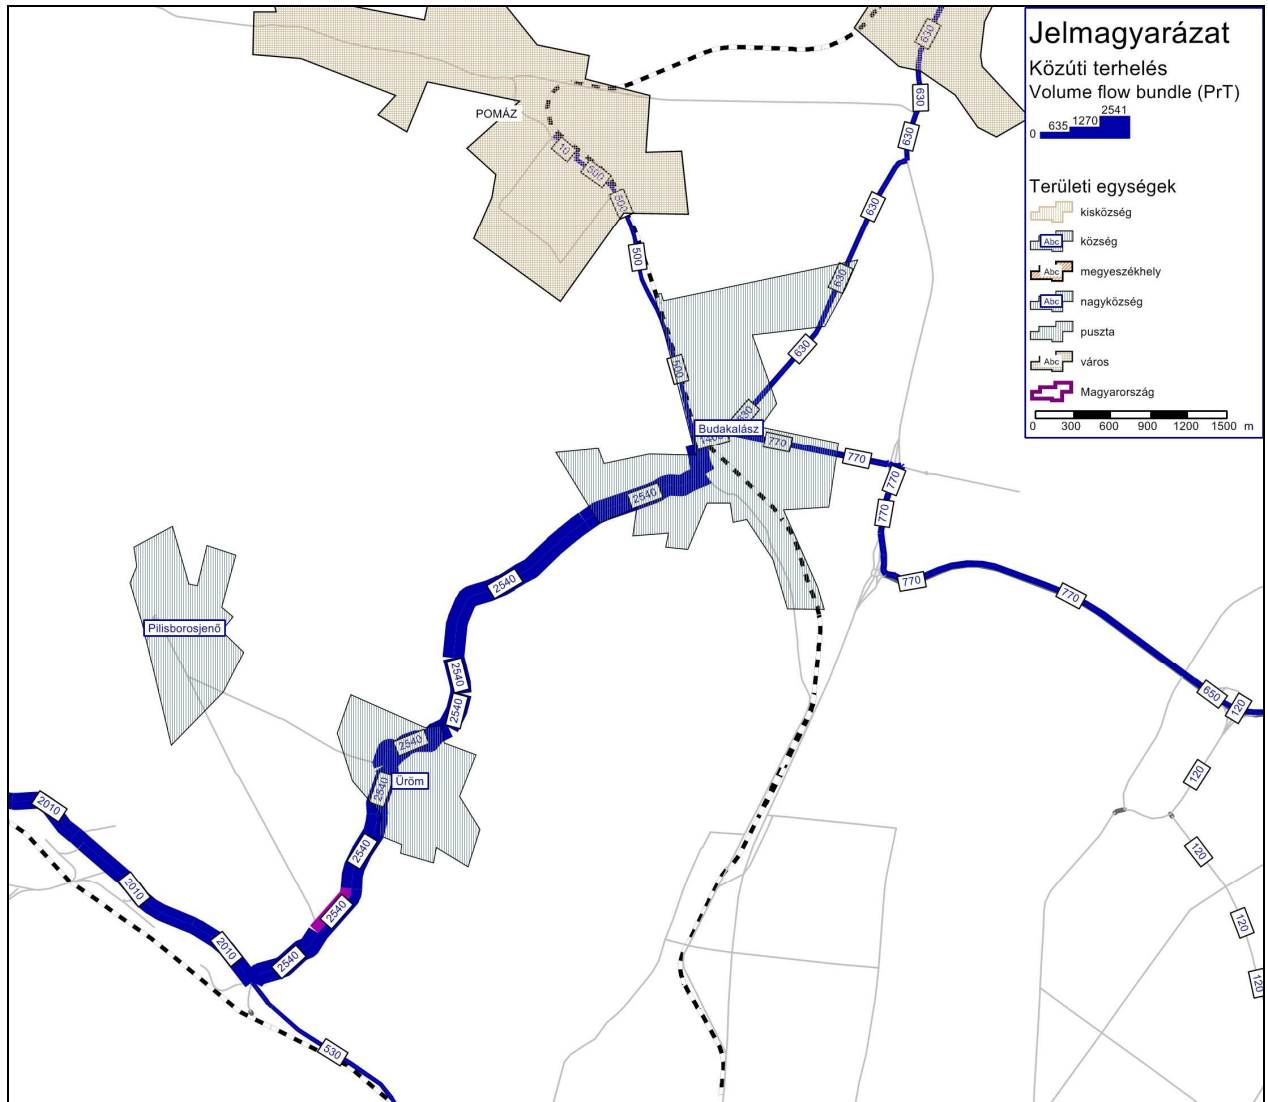 Jelmagyarázat
Közúti terhelés
Volume flow bundle (PrT)
0 635 1270 2541
Területi egységek
kisközség
Abc község
Abc megyeszékhely
Abc nagyközség
puszta
Abc város
Magyarország
0 300 600 900 1200 1500 m
630
630
630
POMÁZ
10
500
500
630
500
630
630
500
630
Budakalász
770
770
770
2540
770
2540
770
770
Pilisborosjenő
2540
650
120
2540
2540
120
Üröm
2540
2010
2540
120
2010
2540
120
2010
2540
120
530